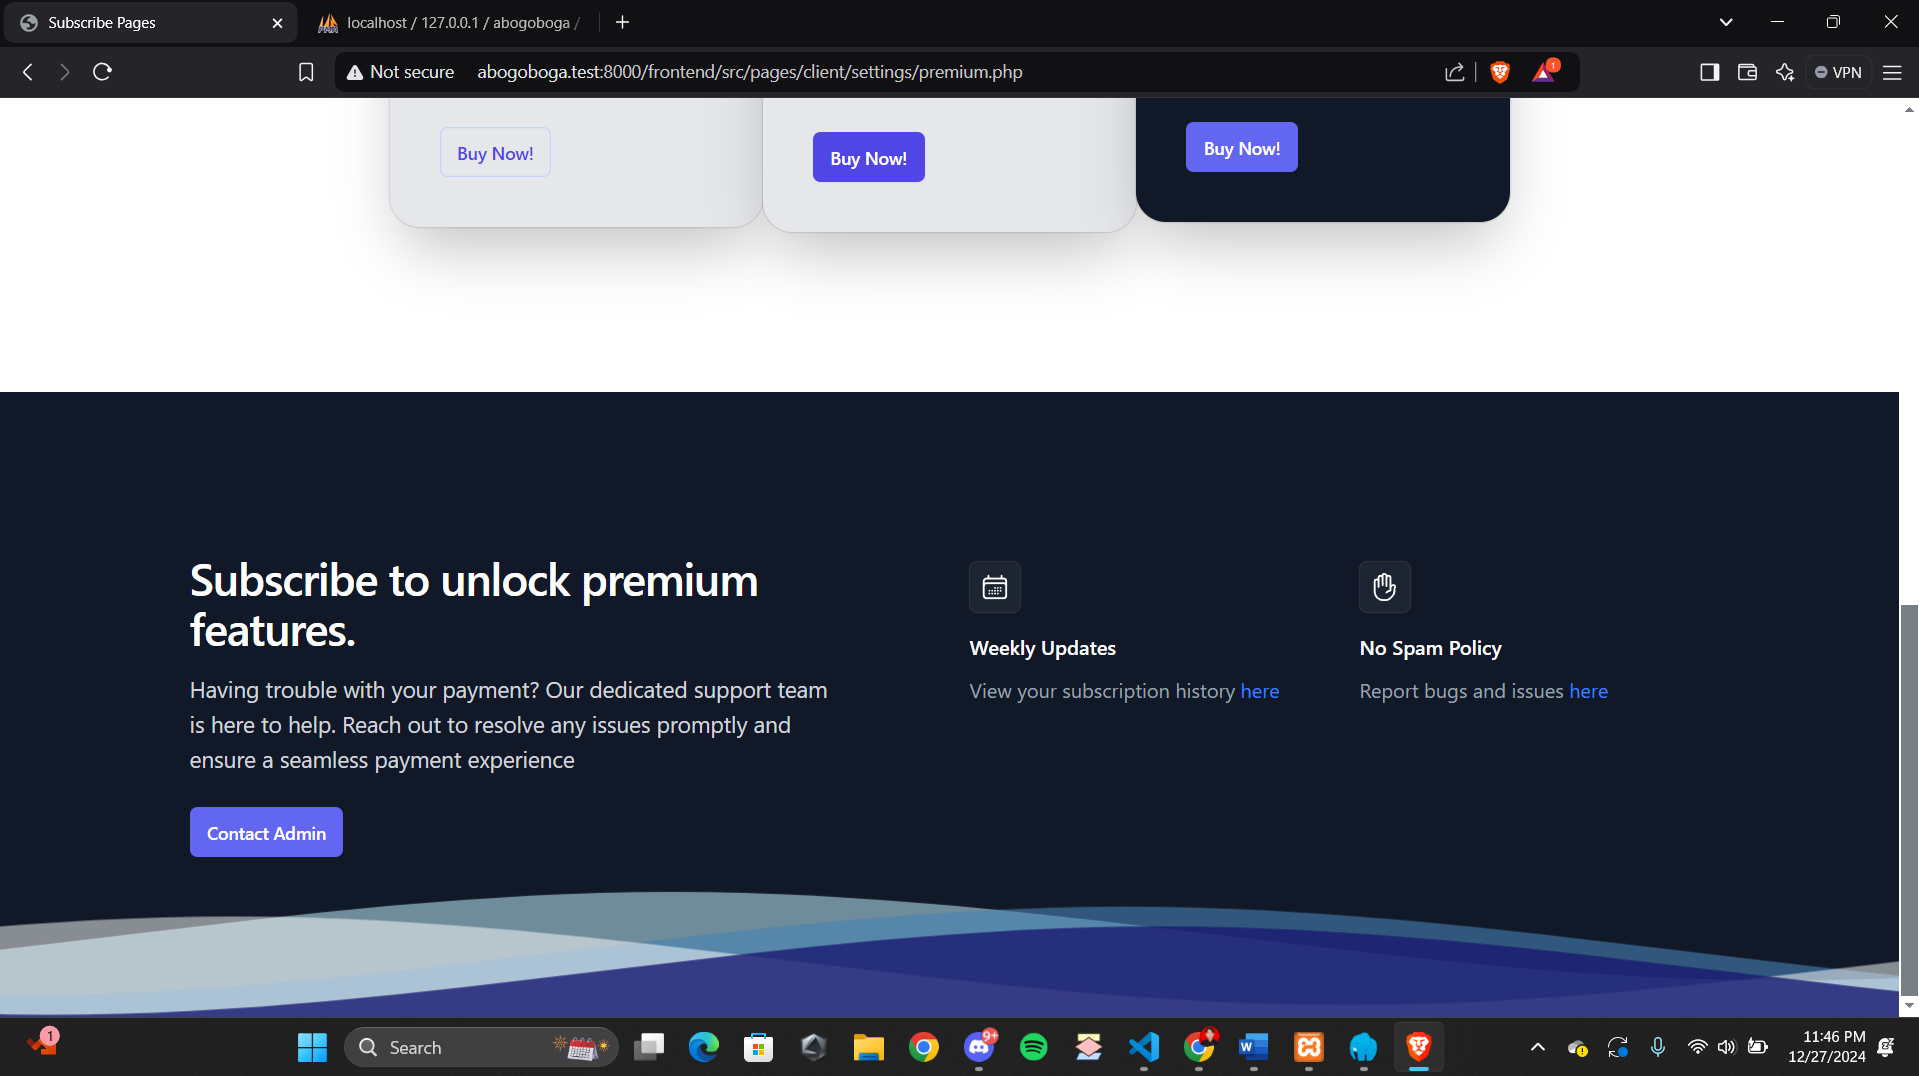 Subscribe Pages
localhost / 127.0.0.1 / abogoboga /
Not secure
abogoboga.test:8000/frontend/src/pages/client/settings/premium.php
1
VPN
Buy Now!
Buy Now!
Buy Now!
Subscribe to unlock premium
features.
Having trouble with your payment? Our dedicated support team
is here to help. Reach out to resolve any issues promptly and
ensure a seamless payment experience
Contact Admin
Weekly Updates
View your subscription history here
No Spam Policy
Report bugs and issues here
1
Search
9+
W
11:46 PM
12/27/2024